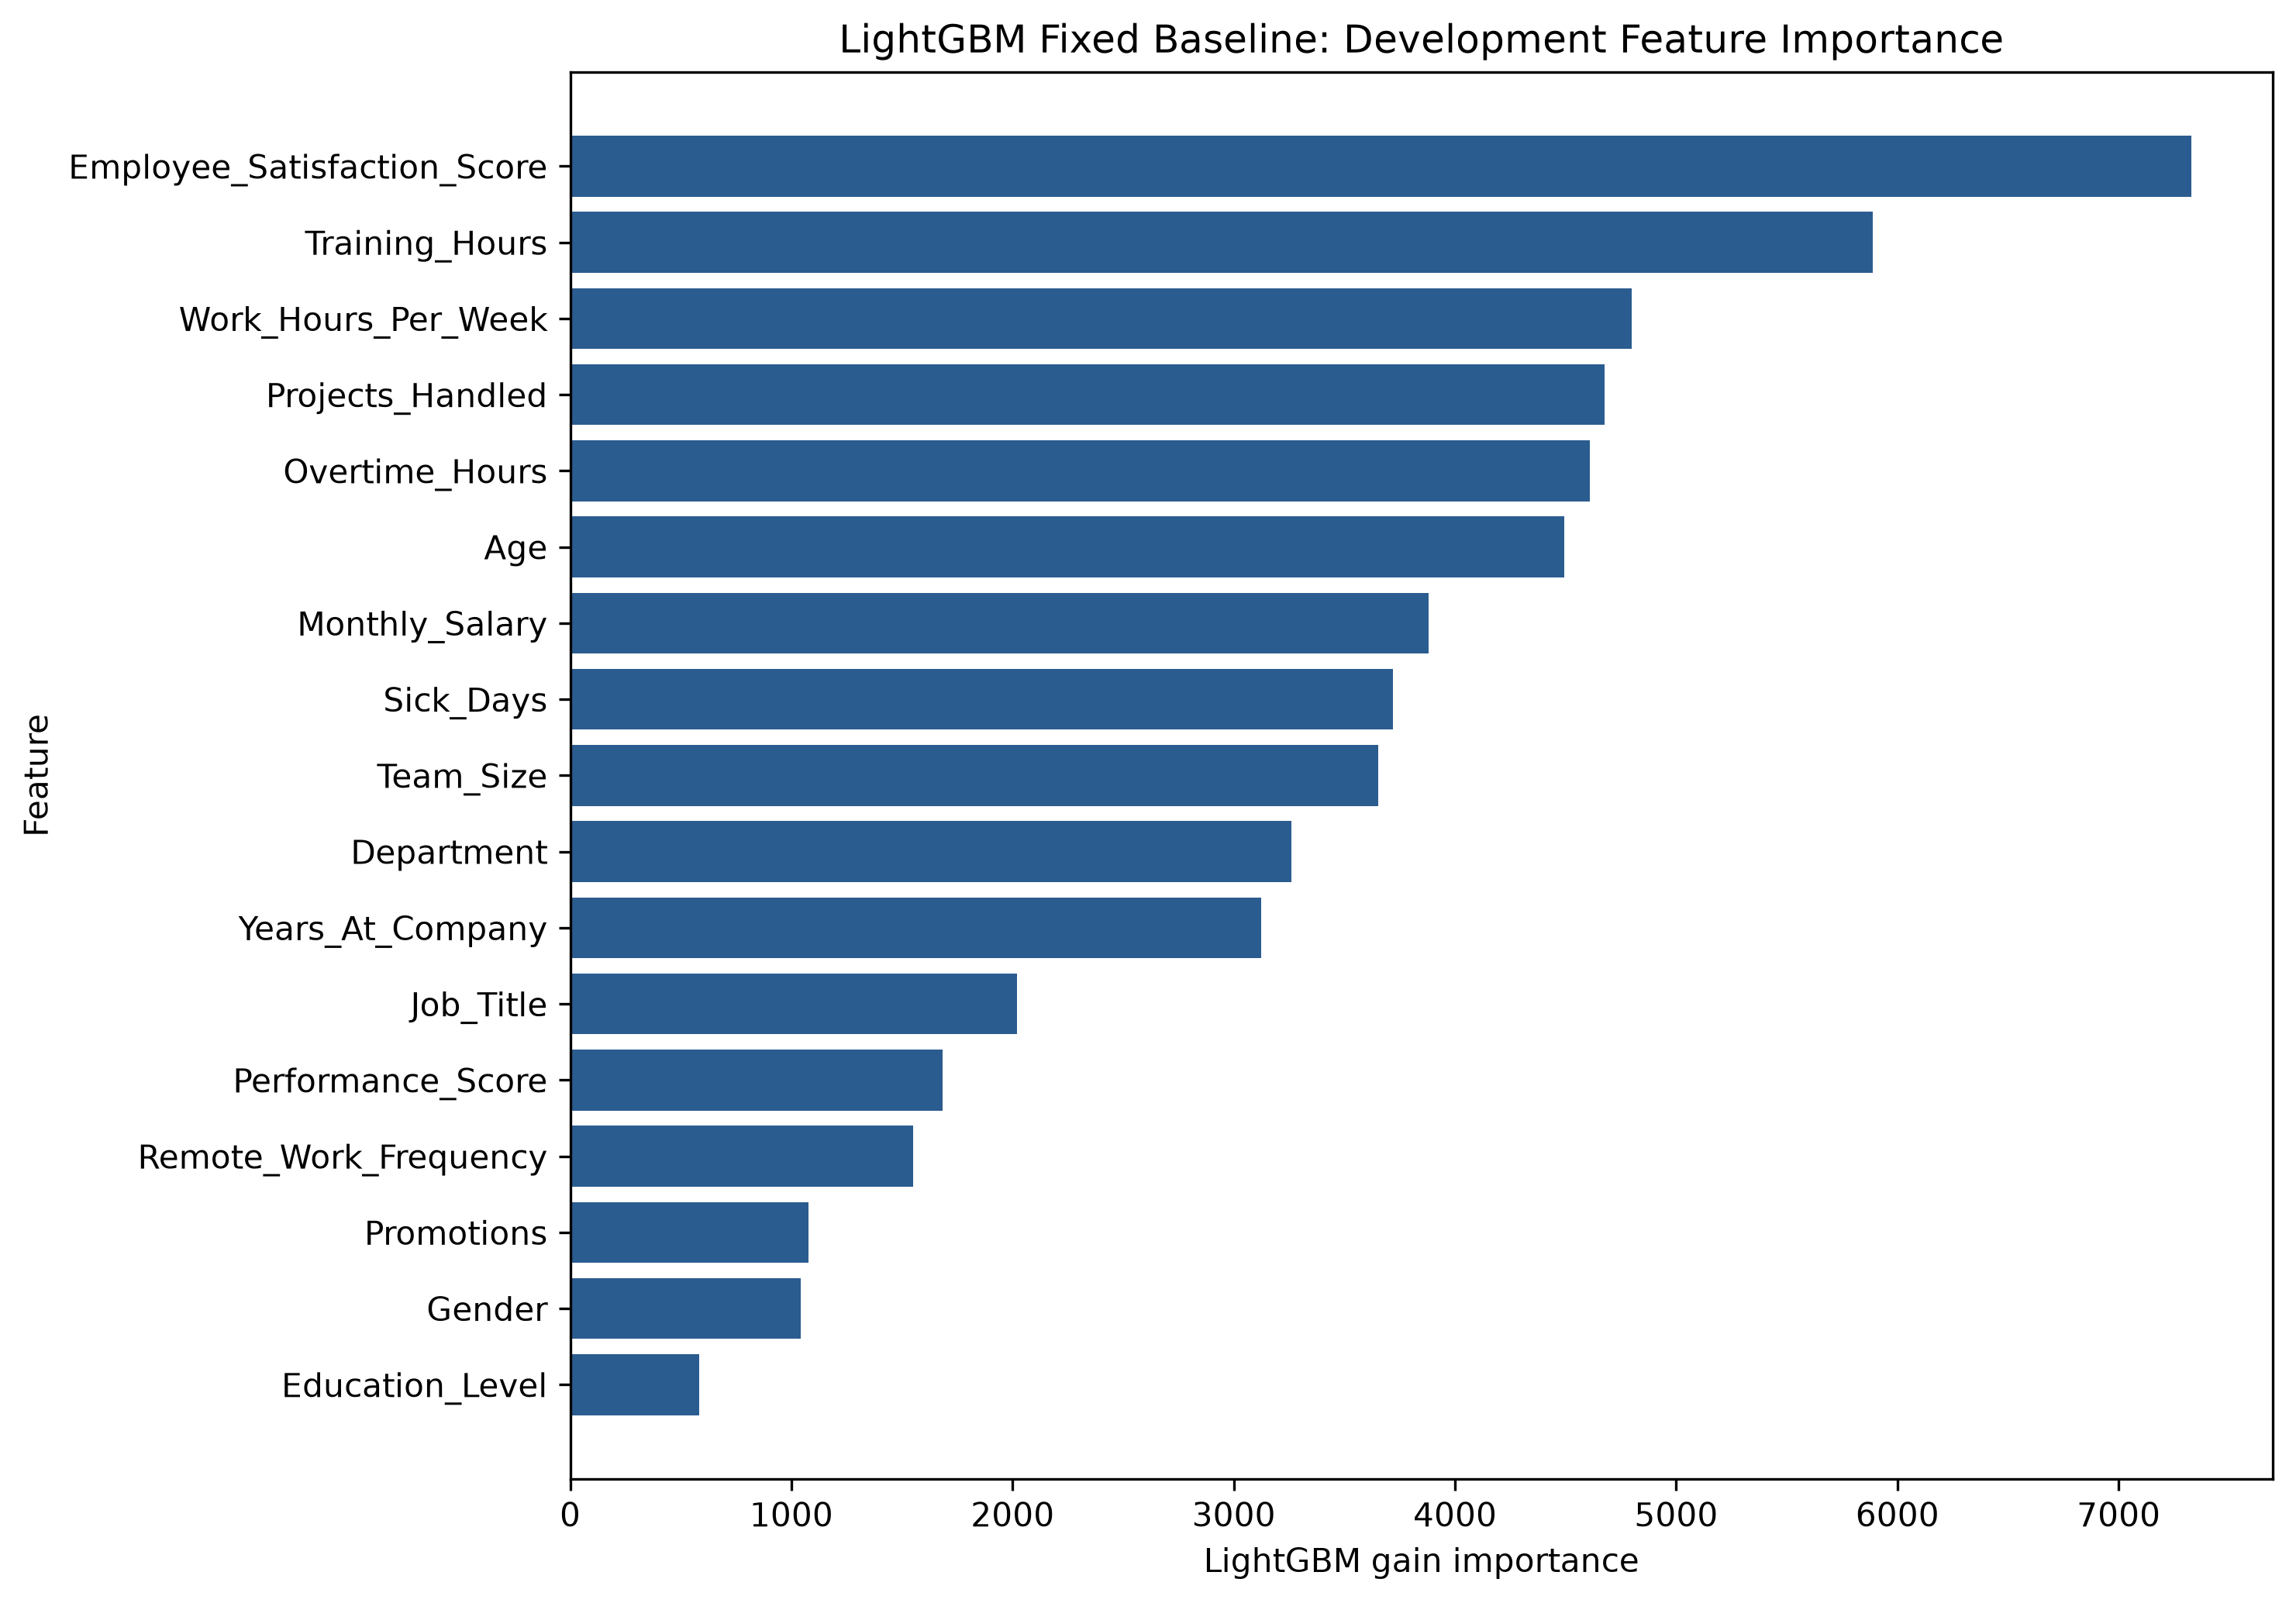 LightGBM Fixed Baseline: Development Feature Importance
Feature
Employee_Satisfaction_Score
Training_Hours
Work_Hours_Per_Week
Projects_Handled
Overtime_Hours
Age
Monthly_Salary
Sick_Days
Team_Size
Department
Years_At_Company
Job_Title
Performance_Score
Remote_Work_Frequency
Promotions
Gender
Education_Level
0 1000 2000 3000 4000 5000 6000 7000
LightGBM gain importance